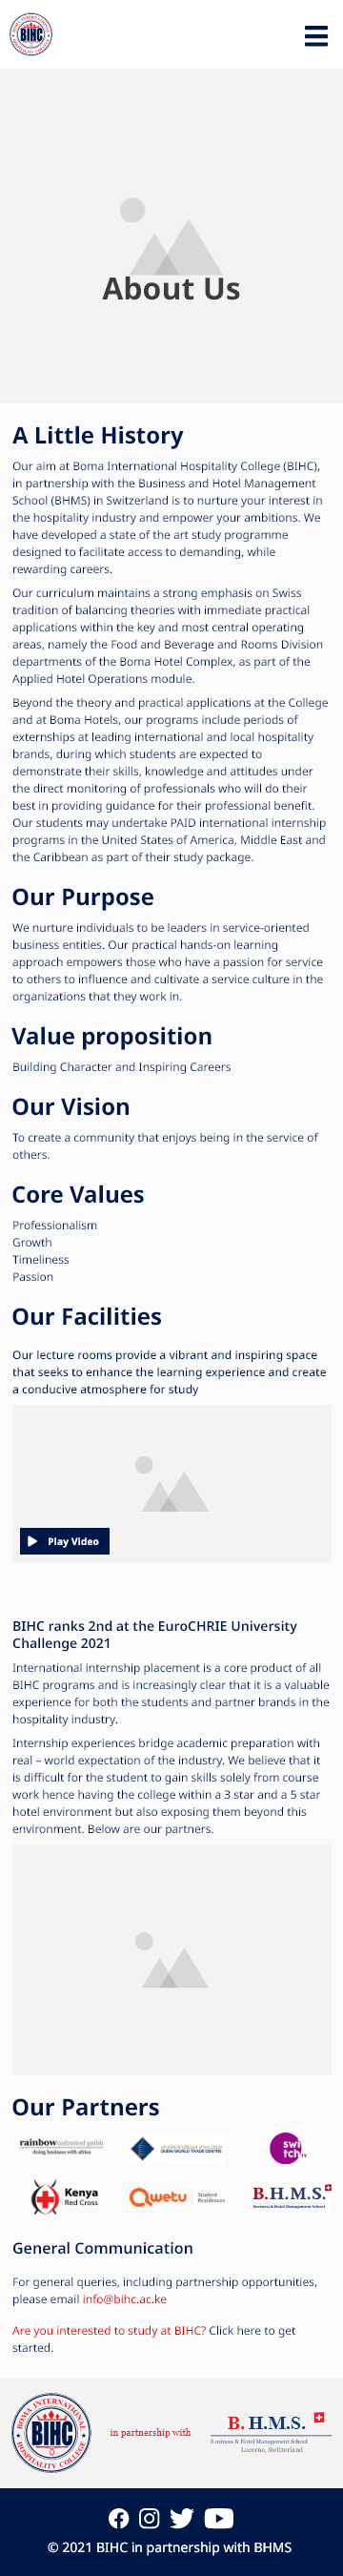 BOMA INTERNATIONAL
BIHC
HOSPITALITY COLLEGE
About Us
A Little History
Our aim at Boma International Hospitality College (BIHC),
in partnership with the Business and Hotel Management
School (BHMS) in Switzerland is to nurture your interest in
the hospitality industry and empower your ambitions. We
have developed a state of the art study programme
designed to facilitate access to demanding, while
rewarding careers.
Our curriculum maintains a strong emphasis on Swiss
tradition of balancing theories with immediate practical
applications within the key and most central operating
areas, namely the Food and Beverage and Rooms Division
departments of the Boma Hotel Complex, as part of the
Applied Hotel Operations module.
Beyond the theory and practical applications at the College
and at Boma Hotels, our programs include periods of
externships at leading international and local hospitality
brands, during which students are expected to
demonstrate their skills, knowledge and attitudes under
the direct monitoring of professionals who will do their
best in providing guidance for their professional benefit.
Our students may undertake PAID international internship
programs in the United States of America, Middle East and
the Caribbean as part of their study package.
Our Purpose
We nurture individuals to be leaders in service-oriented
business entities. Our practical hands-on learning
approach empowers those who have a passion for service
to others to influence and cultivate a service culture in the
organizations that they work in.
Value proposition
Building Character and Inspiring Careers
Our Vision
To create a community that enjoys being in the service of
others.
Core Values
Professionalism
Growth
Timeliness
Passion
Our Facilities
Our lecture rooms provide a vibrant and inspiring space
that seeks to enhance the learning experience and create
a conducive atmosphere for study
Play Video
BIHC ranks 2nd at the EuroCHRIE University
Challenge 2021
International internship placement is a core product of all
BIHC programs and is increasingly clear that it is a valuable
experience for both the students and partner brands in the
hospitality industry.
Internship experiences bridge academic preparation with
real – world expectation of the industry. We believe that it
is difficult for the student to gain skills solely from course
work hence having the college within a 3 star and a 5 star
hotel environment but also exposing them beyond this
environment. Below are our partners.
Our Partners
rainbow unlimited gmbh
-doing business with africa
DUBAI WORLD TRADE CENTRE
swi
tch TV
Kenya
Red Cross
Qwetu
Student
Residences
B.H.M.S.
Business & Hotel Management School
General Communication
For general queries, including partnership opportunities,
please email info@bihc.ac.ke
Are you interested to study at BIHC? Click here to get
started.
BOMA INTERNATIONAL
BIHC
HOSPITALITY COLLEGE
in partnership with
B.H.M.S.
Business & Hotel Management School
Lucerne, Switzerland
© 2021 BIHC in partnership with BHMS